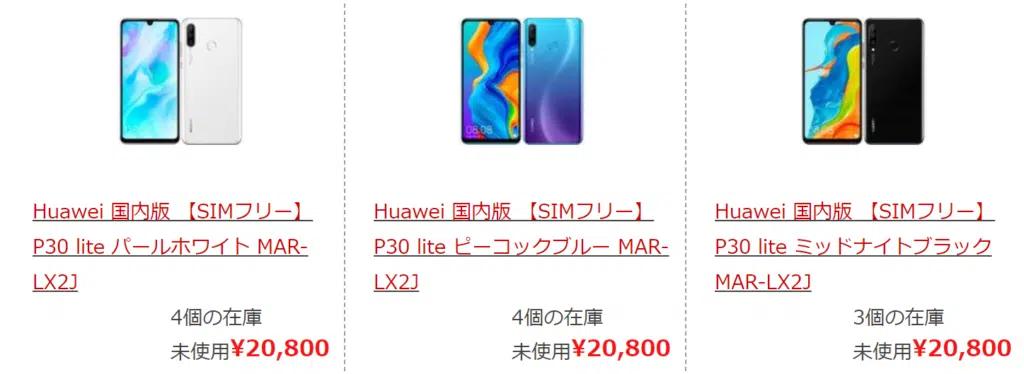 Huawei 国内版 【SIMフリー】
P30 lite パールホワイト MAR-
LX2J
4個の在庫
未使用¥20,800
08:08
Huawei 国内版 【SIMフリー】
P30 lite ピーコックブルー MAR-
LX2J
4個の在庫
未使用¥20,800
Huawei 国内版 【SIMフリー】
P30 lite ミッドナイトブラック
MAR-LX2J
3個の在庫
未使用¥20,800